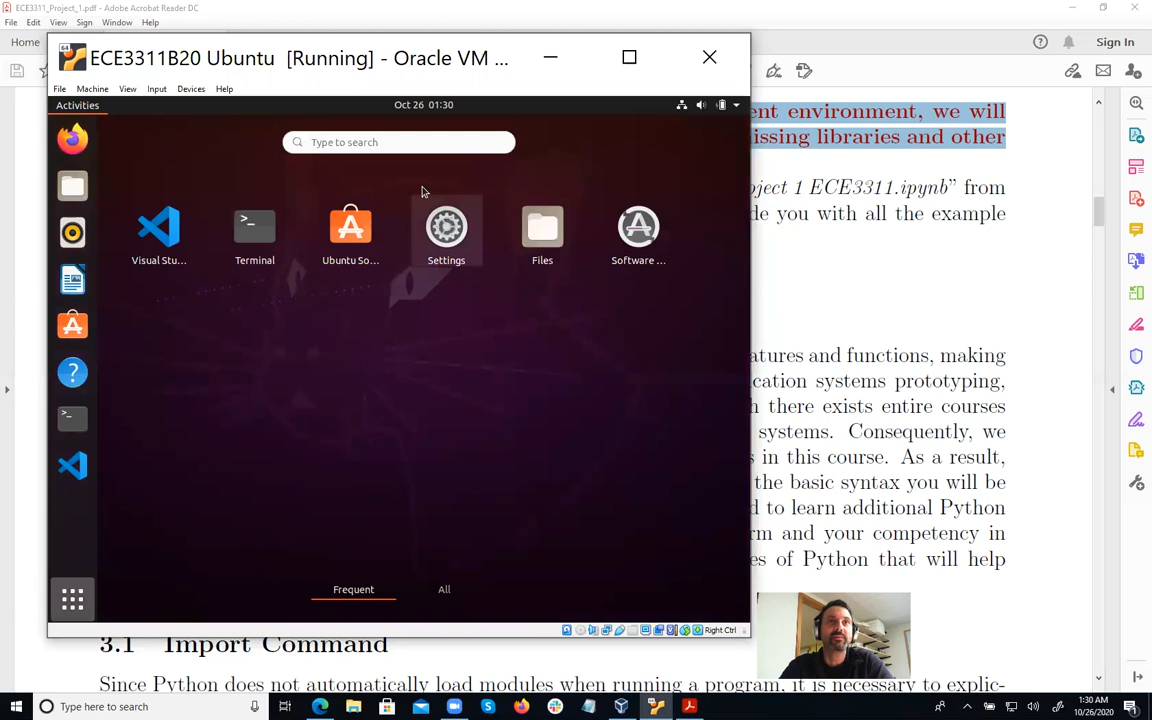 ECE3311_Project_1.pdf - Adobe Acrobat Reader DC
File Edit View Sign Window Help
Home
Sign In
ECE3311B20 Ubuntu [Running] - Oracle VM ...
File Machine View Input Devices Help
Activities
Oct 26 01:30
Type to search
Visual Stu...
Terminal
Ubuntu So...
Settings
Files
Software ...
Frequent
All
Right Ctrl
ent environment, we will
issing libraries and other
oject 1 ECE3311.ipynb” from
de you with all the example
atures and functions, making
ication systems prototyping,
h there exists entire courses
systems. Consequently, we
s in this course. As a result,
the basic syntax you will be
d to learn additional Python
rm and your competency in
es of Python that will help
3.1 Import Command
Since Python does not automatically load modules when running a program, it is necessary to explic-
Type here to search
1:30 AM
10/26/2020